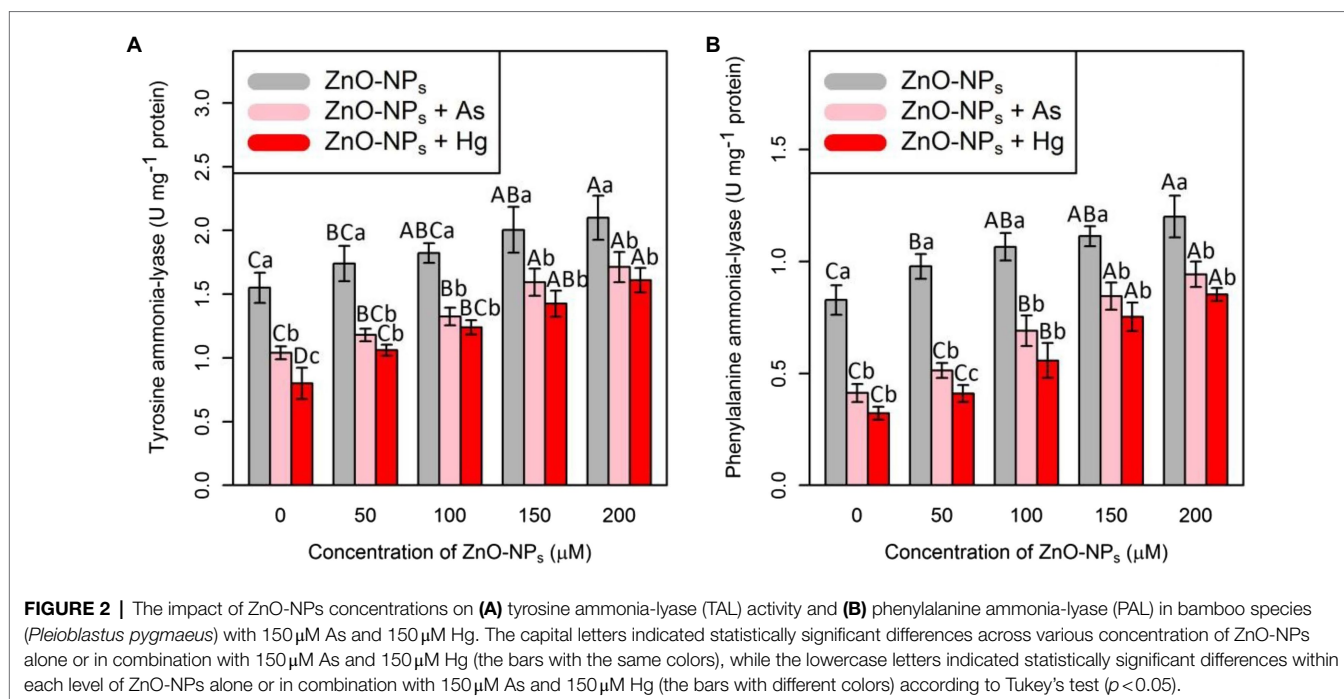 A
ZnO-NPs
ZnO-NPs + As
ZnO-NPs + Hg
Tyrosine ammonia-lyase (U mg-1 protein)
3.0
2.5
2.0
1.5
1.0
0.5
0.0
Ca
Cb
Dc
BCa
BCb
Cb
ABCa
Bb
BCb
ABa
Ab
ABb
Aa
Ab
Ab
0 50 100 150 200
Concentration of ZnO-NPs (μM)
B
ZnO-NPs
ZnO-NPs + As
ZnO-NPs + Hg
Phenylalanine ammonia-lyase (U mg-1 protein)
1.5
1.0
0.5
0.0
Ca
Cb
Cb
Ba
Cb
Cc
ABa
Bb
Bb
ABa
Ab
Ab
Aa
Ab
Ab
0 50 100 150 200
Concentration of ZnO-NPs (μM)
FIGURE 2 | The impact of ZnO-NPs concentrations on (A) tyrosine ammonia-lyase (TAL) activity and (B) phenylalanine ammonia-lyase (PAL) in bamboo species
(Pleioblastus pygmaeus) with 150 μM As and 150 μM Hg. The capital letters indicated statistically significant differences across various concentration of ZnO-NPs
alone or in combination with 150 μM As and 150 μM Hg (the bars with the same colors), while the lowercase letters indicated statistically significant differences within
each level of ZnO-NPs alone or in combination with 150 μM As and 150 μM Hg (the bars with different colors) according to Tukey's test (p < 0.05).